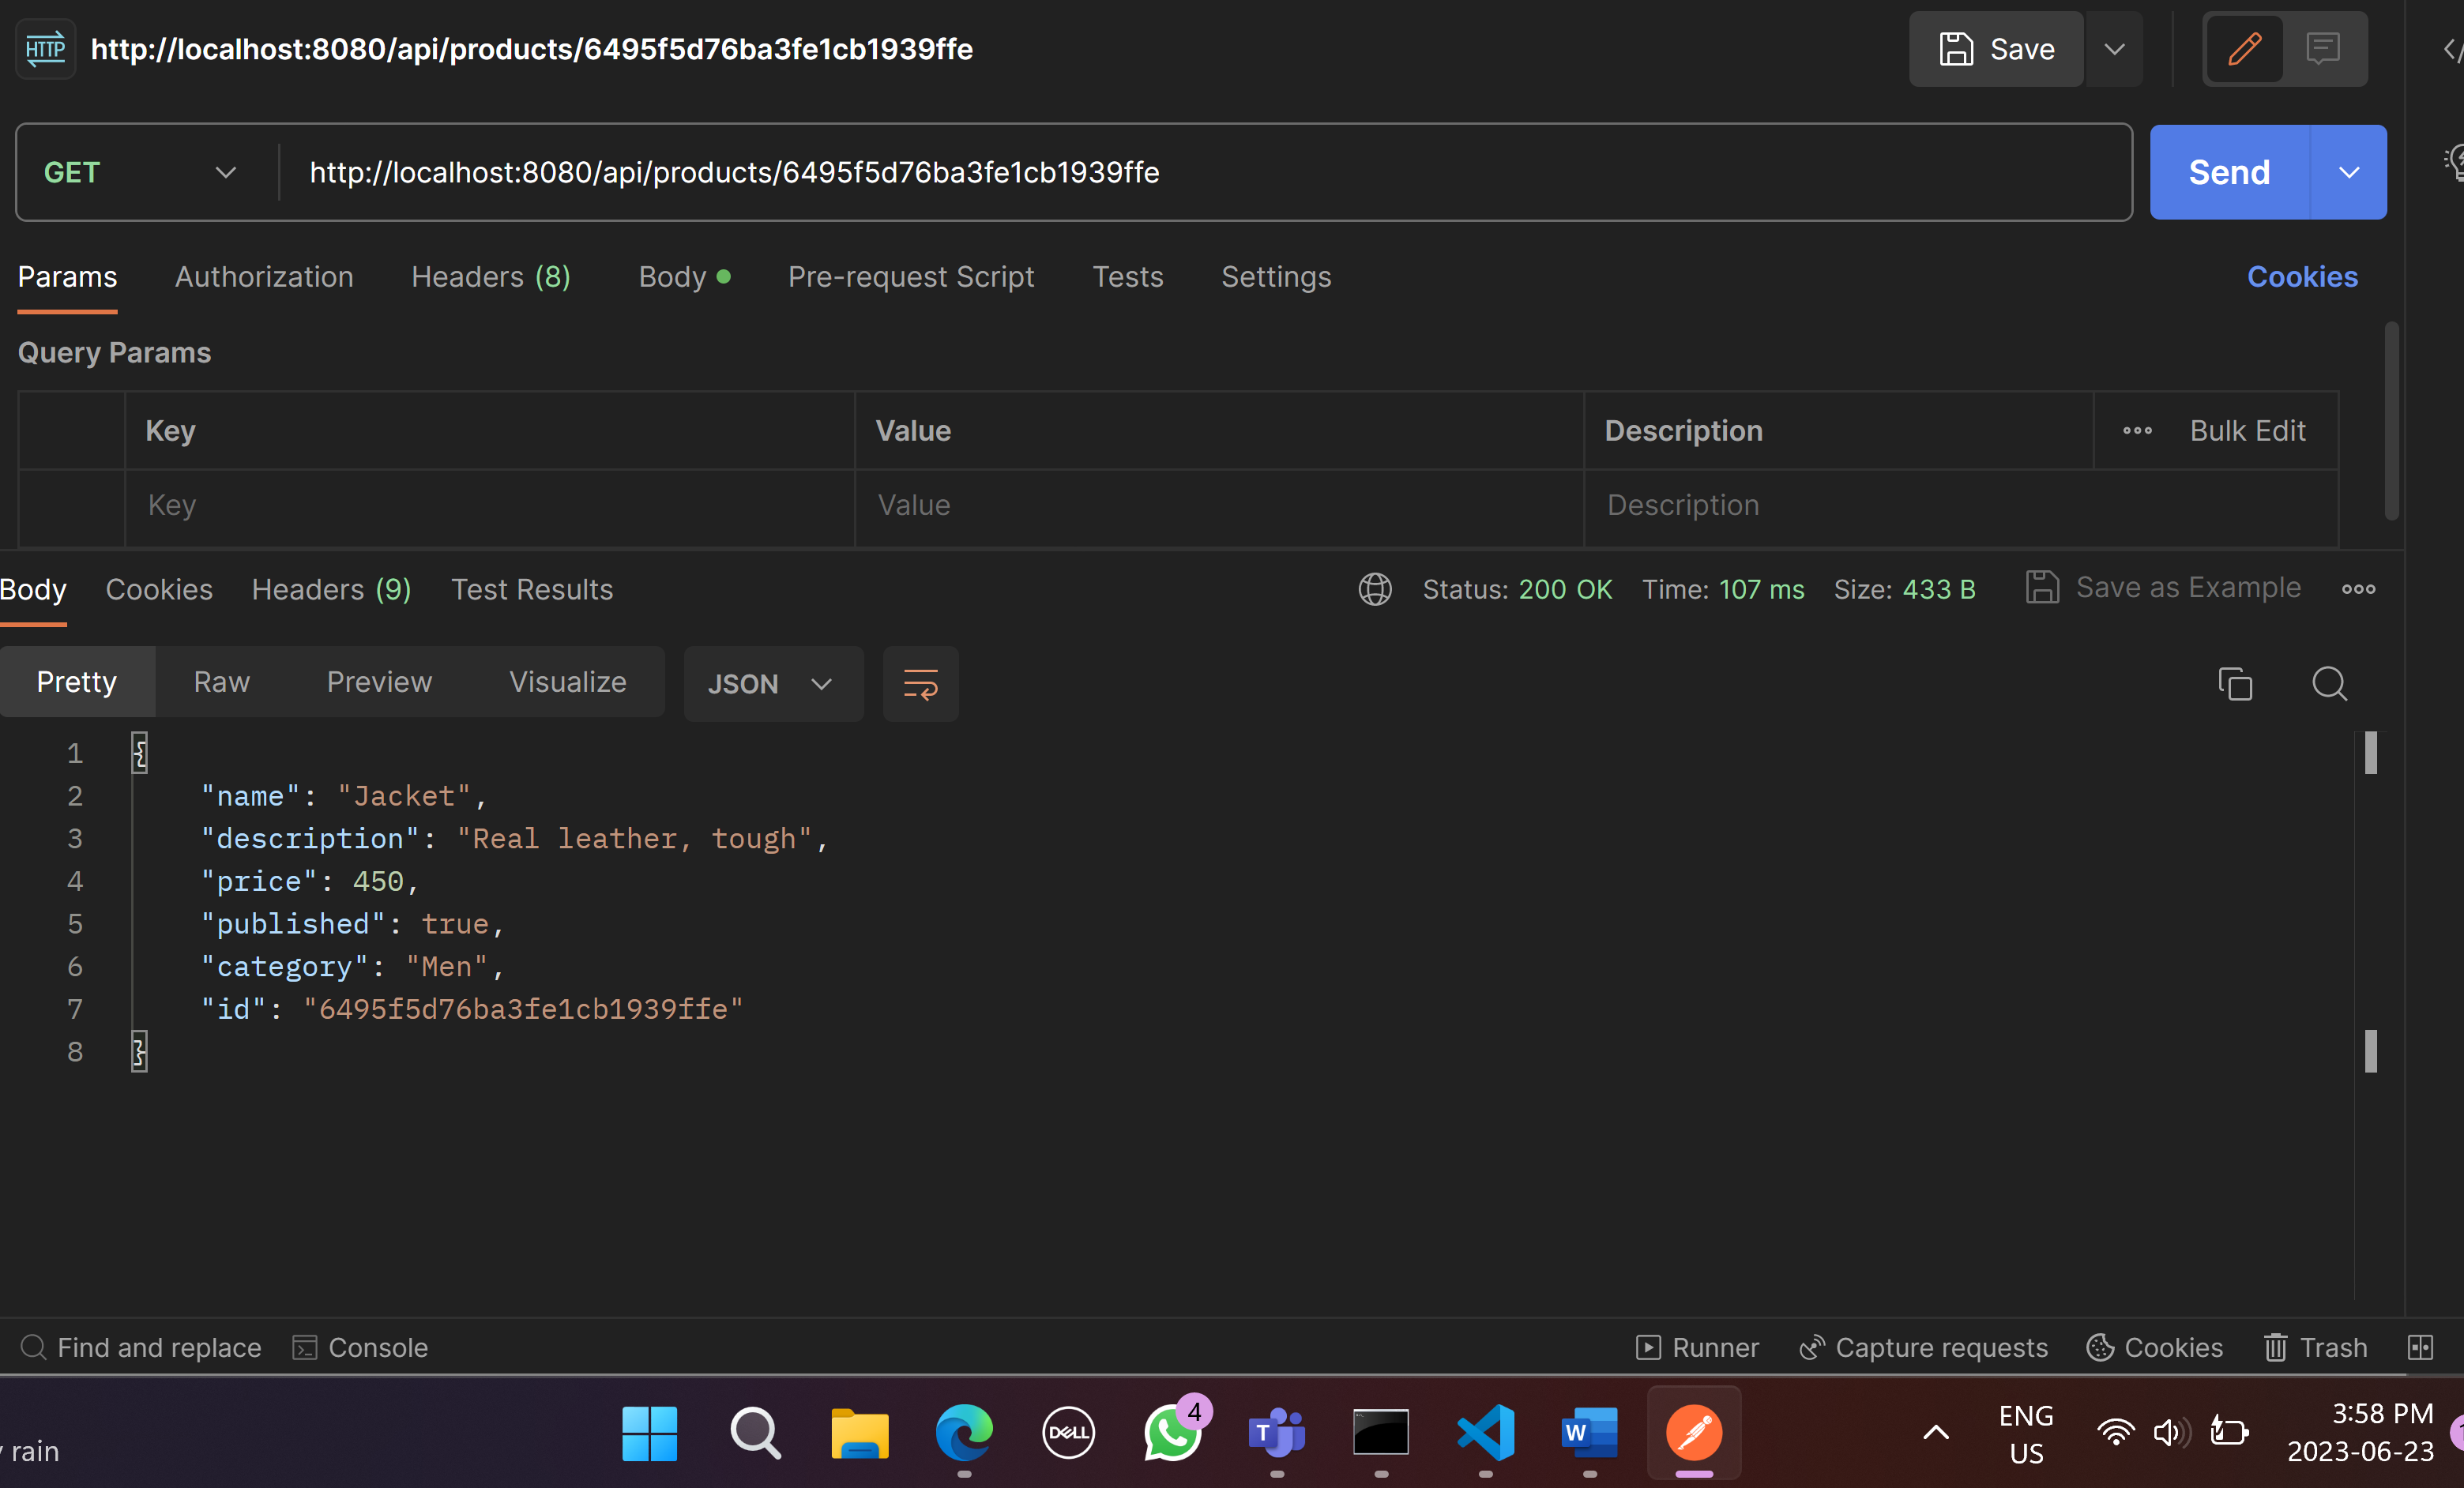 HTTP http://localhost:8080/api/products/6495f5d76ba3fe1cb1939ffe Save
GET http://localhost:8080/api/products/6495f5d76ba3fe1cb1939ffe Send
Params Authorization Headers (8) Body Pre-request Script Tests Settings Cookies
Query Params
Key Value Description Bulk Edit
Key Value Description
Body Cookies Headers (9) Test Results Status: 200 OK Time: 107 ms Size: 433 B Save as Example
Pretty Raw Preview Visualize JSON
1 {
2 "name": "Jacket",
3 "description": "Real leather, tough",
4 "price": 450,
5 "published": true,
6 "category": "Men",
7 "id": "6495f5d76ba3fe1cb1939ffe"
8 }
Find and replace Console Runner Capture requests Cookies Trash
rain DELL 4 T W ENG US 3:58 PM
2023-06-23